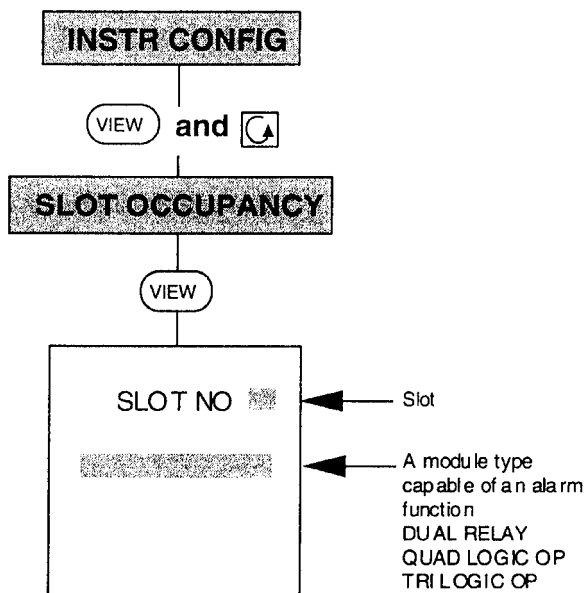 INSTR CONFIG
VIEW and
SLOT OCCUPANCY
VIEW
SLOT NO
Slot
A module type
capable of an alarm
function
DUAL RELAY
QUAD LOGIC OP
TRI LOGIC OP